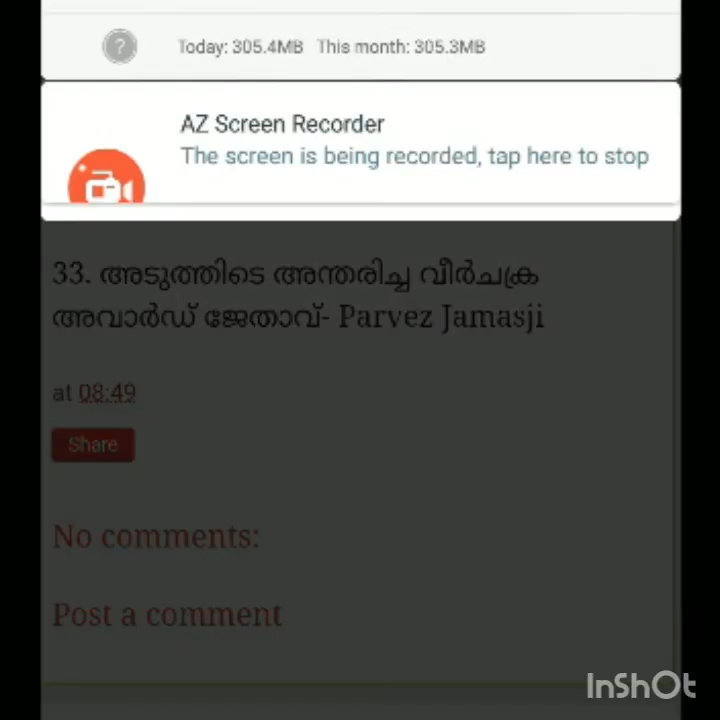 Today: 305.4MB This month: 305.3MB
AZ Screen Recorder
The screen is being recorded, tap here to stop
33. അടുത്തിടെ അന്തരിച്ച വീർചക്ര
അവാർഡ് ജേതാവ്- Parvez Jamasji
at 08:49
Share
No comments:
Post a comment
InShOt